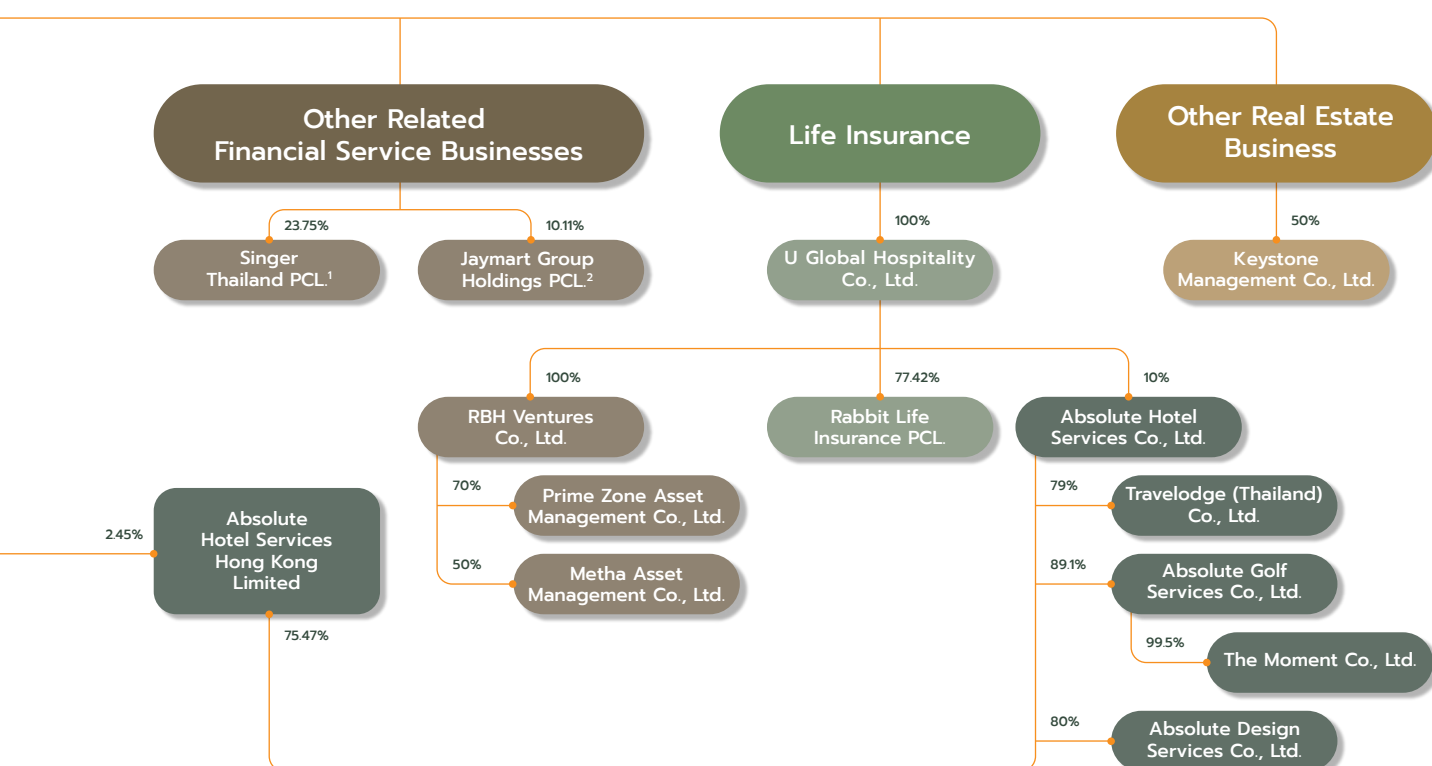 Other Related
Financial Service Businesses
Life Insurance
Other Real Estate
Business
23.75%
10.11%
100%
50%
Singer
Thailand PCL.¹
Jaymart Group
Holdings PCL.²
U Global Hospitality
Co., Ltd.
Keystone
Management Co., Ltd.
100%
77.42%
10%
RBH Ventures
Co., Ltd.
Rabbit Life
Insurance PCL.
Absolute Hotel
Services Co., Ltd.
70%
Prime Zone Asset
Management Co., Ltd.
79%
Travelodge (Thailand)
Co., Ltd.
2.45%
Absolute
Hotel Services
Hong Kong
Limited
50%
Metha Asset
Management Co., Ltd.
89.1%
Absolute Golf
Services Co., Ltd.
75.47%
99.5%
The Moment Co., Ltd.
80%
Absolute Design
Services Co., Ltd.